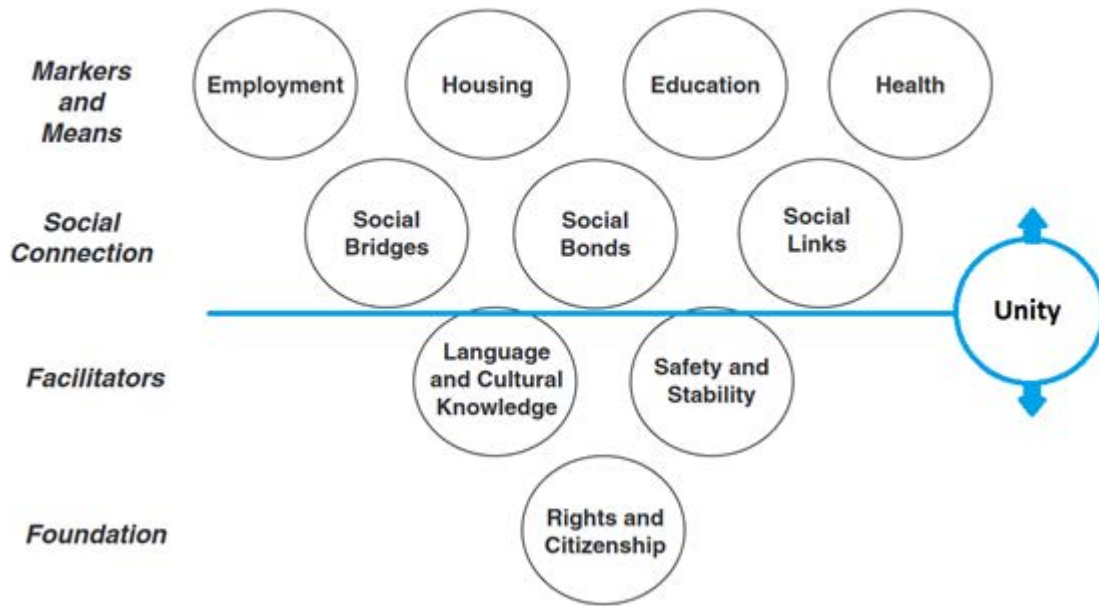 Markers
and
Means
Employment
Housing
Education
Health
Social
Connection
Social
Bridges
Social
Bonds
Social
Links
Unity
Facilitators
Language
and Cultural
Knowledge
Safety and
Stability
Foundation
Rights and
Citizenship